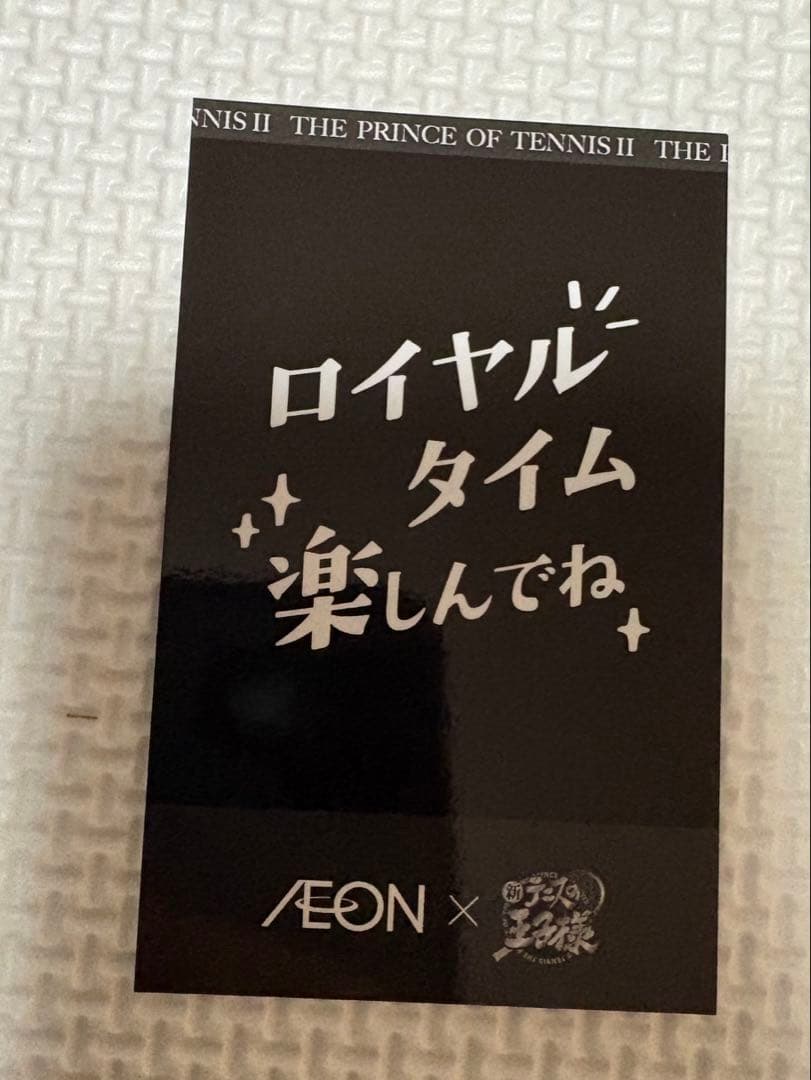 NNIS II THE PRINCE OF TENNIS II THE
ロイヤル
タイム
楽しんでね
ÆON × 新テニスの
王子様